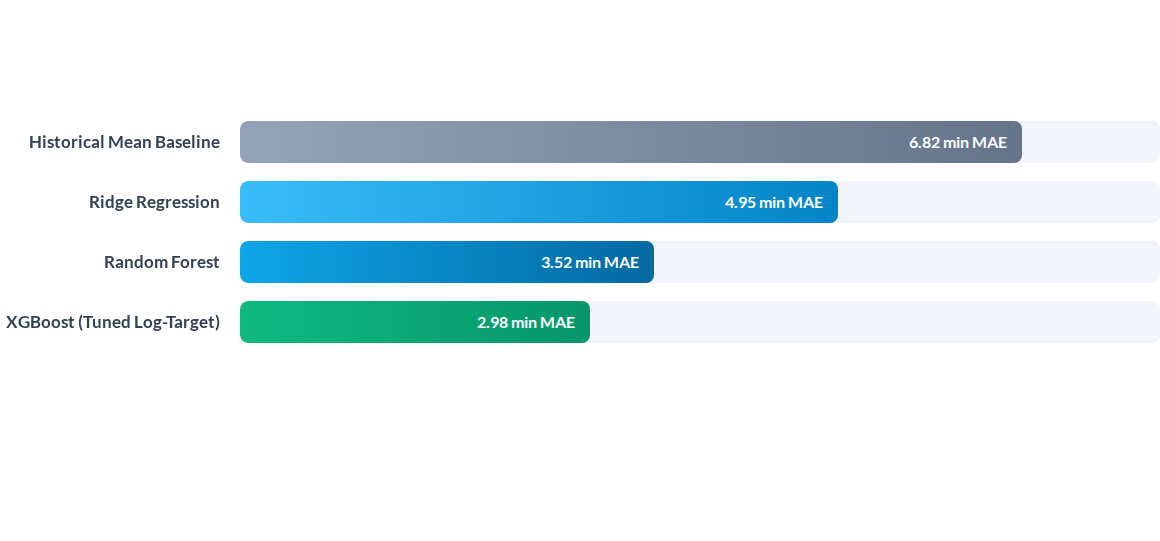 Historical Mean Baseline
6.82 min MAE
Ridge Regression
4.95 min MAE
Random Forest
3.52 min MAE
XGBoost (Tuned Log-Target)
2.98 min MAE